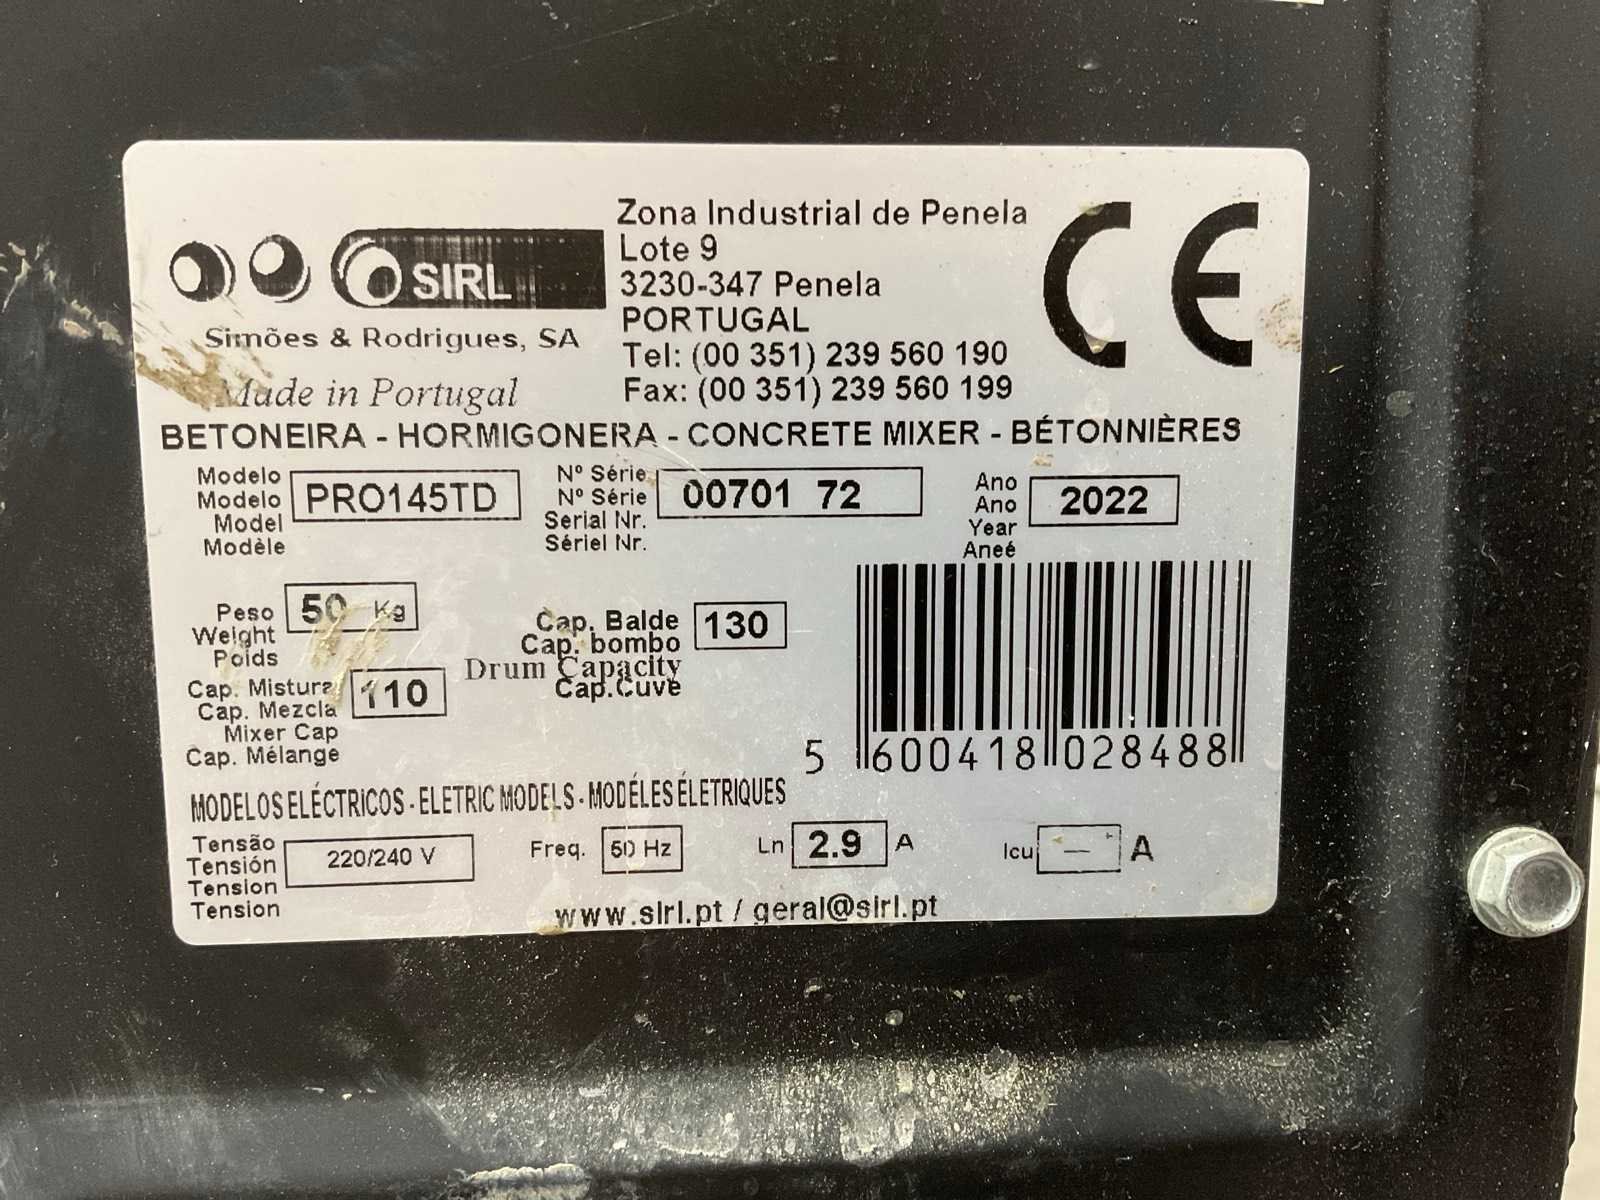 SIRL
Simões & Rodrigues, SA
Made in Portugal
Zona Industrial de Penela
Lote 9
3230-347 Penela
PORTUGAL
Tel: (00 351) 239 560 190
Fax: (00 351) 239 560 199
CE
BETONEIRA - HORMIGONERA - CONCRETE MIXER - BÉTONNIÈRES
Modelo
Modelo
Model
Modèle
PRO145TD
Nº Série
Nº Série
Serial Nr.
Sériel Nr.
00701 72
Ano
Ano
Year
Aneé
2022
Peso
Weight
Poids
50 Kg
Cap. Balde
Cap. bombo
Drum Capacity
Cap.Cuve
130
Cap. Mistura
Cap. Mezcla
Mixer Cap
Cap. Mélange
110
5 600418 028488
MODELOS ELÉCTRICOS - ELETRIC MODELS - MODÉLES ÉLETRIQUES
Tensão
Tensión
Tension
Tension
220/240 V
Freq. 50 Hz
Ln 2.9 A
Icu — A
www.sirl.pt / geral@sirl.pt